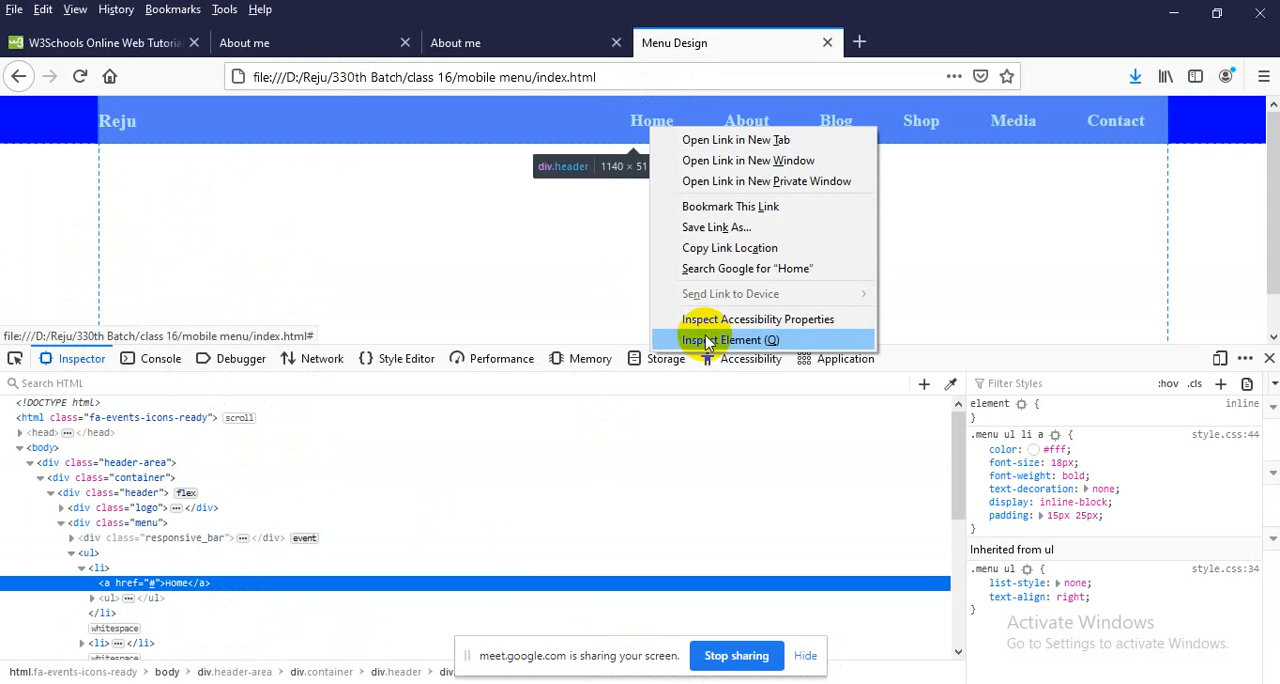 File Edit View History Bookmarks Tools Help
W3Schools Online Web Tutoria
About me
About me
Menu Design
file:///D:/Reju/330th Batch/class 16/mobile menu/index.html
Reju
Home About Blog Shop Media Contact
div.header 1140 × 51
Open Link in New Tab
Open Link in New Window
Open Link in New Private Window
Bookmark This Link
Save Link As...
Copy Link Location
Search Google for “Home”
Send Link to Device
Inspect Accessibility Properties
Inspect Element (Q)
file:///D:/Reju/330th Batch/class 16/mobile menu/index.html#
Inspector Console Debugger Network Style Editor Performance Memory Storage Accessibility Application
Search HTML
<!DOCTYPE html>
<html class="fa-events-icons-ready"> scroll
<head> ••• </head>
<body>
<div class="header-area">
<div class="container">
<div class="header"> flex
<div class="logo"> ••• </div>
<div class="menu">
<div class="responsive_bar"> ••• </div> event
<ul>
<li>
<a href="#">Home</a>
<ul> ••• </ul>
</li>
whitespace
<li> ••• </li>
whitespace
Filter Styles :hov .cls
element { inline
}
.menu ul li a { style.css:44
color: #fff;
font-size: 18px;
font-weight: bold;
text-decoration: none;
display: inline-block;
padding: 15px 25px;
}
Inherited from ul
.menu ul { style.css:34
list-style: none;
text-align: right;
}
Activate Windows
Go to Settings to activate Windows.
meet.google.com is sharing your screen. Stop sharing Hide
html.fa-events-icons-ready body div.header-area div.container div.header